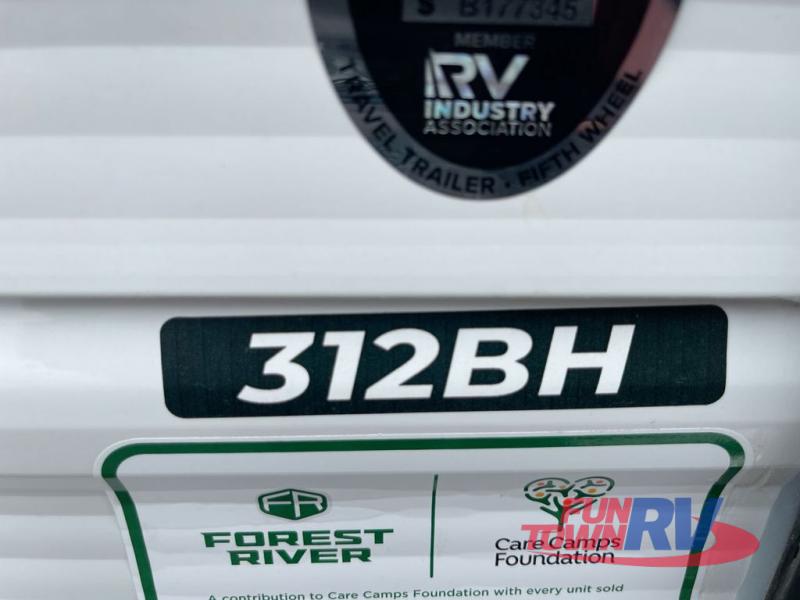 S B177345
MEMBER
RV
INDUSTRY
ASSOCIATION
TRAVEL TRAILER • FIFTH WHEEL
312BH
FR
FOREST
RIVER
Care Camps
Foundation
FUN
TOWN RV
A contribution to Care Camps Foundation with every unit sold